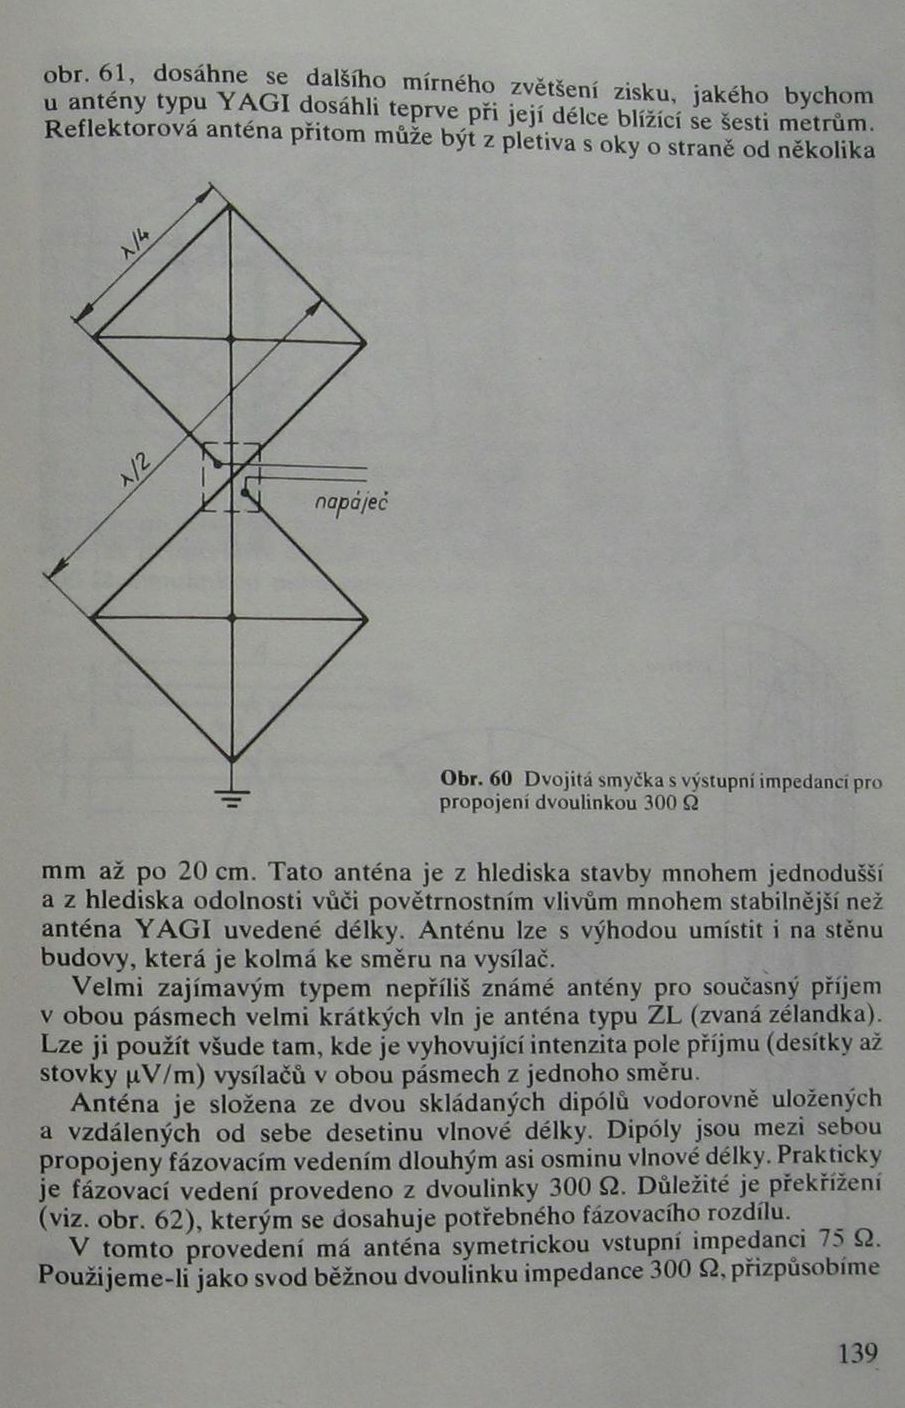 obr. 61, dosáhne se dalšího mírného zvětšení zisku, jakého bychom
u antény typu YAGI dosáhli teprve při její délce blížící se šesti metrům.
Reflektorová anténa přitom může být z pletiva s oky o straně od několika
λ/4
λ/2
napáječ
Obr. 60 Dvojitá smyčka s výstupní impedancí pro
propojení dvoulinkou 300 Ω
mm až po 20 cm. Tato anténa je z hlediska stavby mnohem jednodušší
a z hlediska odolnosti vůči povětrnostním vlivům mnohem stabilnější než
anténa YAGI uvedené délky. Anténu lze s výhodou umístit i na stěnu
budovy, která je kolmá ke směru na vysílač.
Velmi zajímavým typem nepříliš známé antény pro současný příjem
v obou pásmech velmi krátkých vln je anténa typu ZL (zvaná zélandka).
Lze ji použít všude tam, kde je vyhovující intenzita pole příjmu (desítky až
stovky μV/m) vysílačů v obou pásmech z jednoho směru.
Anténa je složena ze dvou skládaných dipólů vodorovně uložených
a vzdálených od sebe desetinu vlnové délky. Dipóly jsou mezi sebou
propojeny fázovacím vedením dlouhým asi osminu vlnové délky. Prakticky
je fázovací vedení provedeno z dvoulinky 300 Ω. Důležité je překřížení
(viz. obr. 62), kterým se dosahuje potřebného fázovacího rozdílu.
V tomto provedení má anténa symetrickou vstupní impedanci 75 Ω.
Použijeme-li jako svod běžnou dvoulinku impedance 300 Ω, přizpůsobíme
139